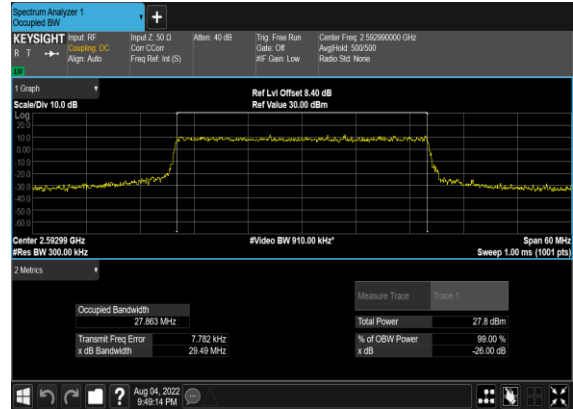 Spectrum Analyzer 1
Occupied BW
+
KEYSIGHT Input: RF Input Z: 50 Ω Atten: 40 dB Trig: Free Run Center Freq: 2.592990000 GHz
R T Coupling: DC Corr CCorr Gate: Off Avg|Hold: 500/500
Align: Auto Freq Ref: Int (S) #IF Gain: Low Radio Std: None
1 Graph
Ref Lvl Offset 8.40 dB
Scale/Div 10.0 dB Ref Value 30.00 dBm
Log
20.0
10.0
0.00
-10.0
-20.0
-30.0
-40.0
-50.0
-60.0
Center 2.59299 GHz #Video BW 910.00 kHz* Span 60 MHz
#Res BW 300.00 kHz Sweep 1.00 ms (1001 pts)
2 Metrics
Measure Trace Trace 1
Occupied Bandwidth
27.863 MHz Total Power 27.8 dBm
Transmit Freq Error 7.782 kHz % of OBW Power 99.00 %
x dB Bandwidth 29.49 MHz x dB -26.00 dB
? Aug 04, 2022
9:49:14 PM